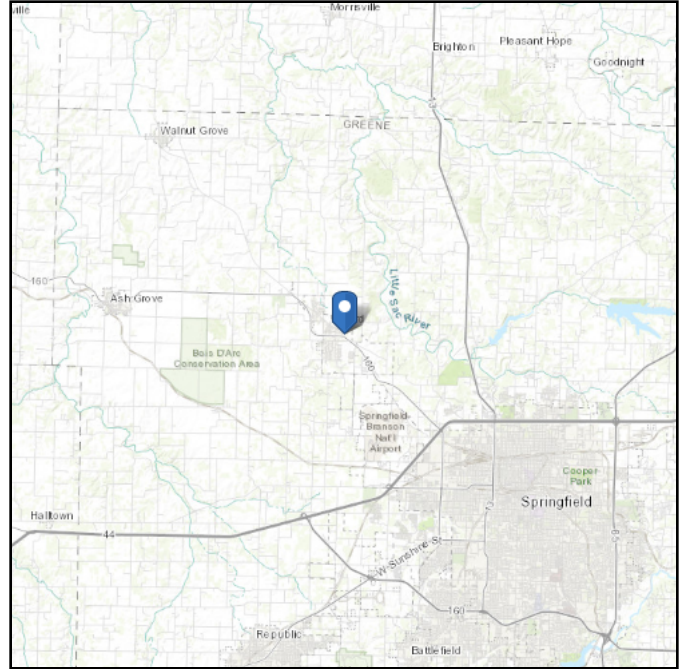 ville
Morrisville
Brighton
Pleasant Hope
Goodnight
13
GREENE
Walnut Grove
160
Ash Grove
Little Sac
River
160
Bois D'Arc
Conservation Area
Springfield-
Branson
Nat'l
Airport
Cooper
Park
Springfield
Halltown
44
W Sunshine St
160
Republic
Battlefield